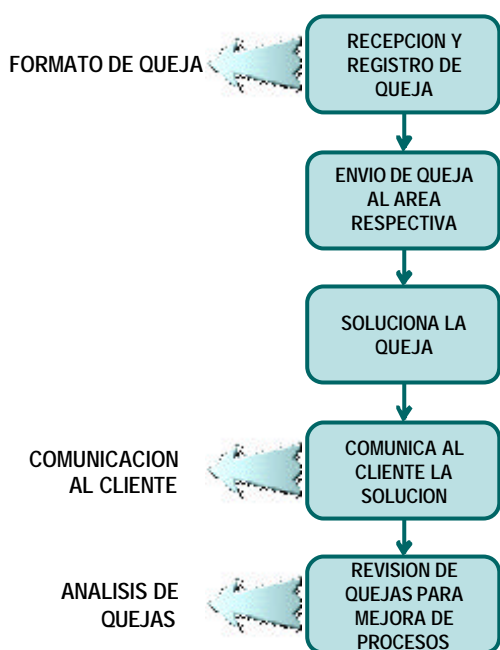 FORMATO DE QUEJA
RECEPCION Y
REGISTRO DE
QUEJA
ENVIO DE QUEJA
AL AREA
RESPECTIVA
SOLUCIONA LA
QUEJA
COMUNICACION
AL CLIENTE
COMUNICA AL
CLIENTE LA
SOLUCION
ANALISIS DE
QUEJAS
REVISION DE
QUEJAS PARA
MEJORA DE
PROCESOS